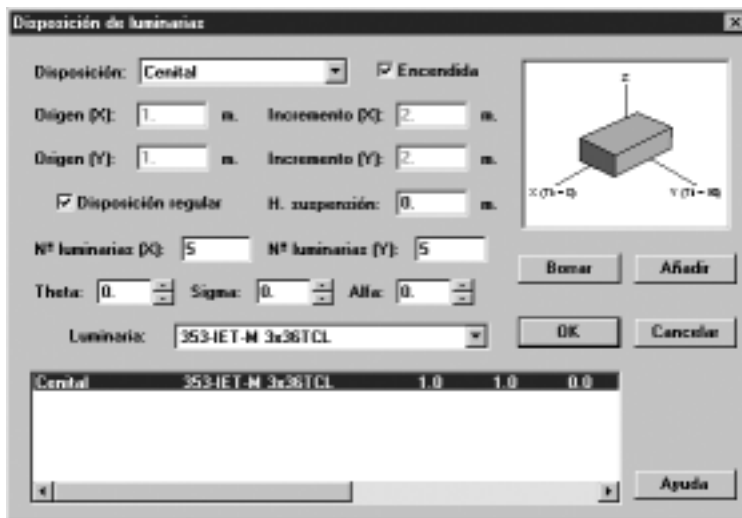 Disposición de luminarias
Disposición: Cenital Encendida
Origen (X): 1. m. Incremento (X): 2. m.
Origen (Y): 1. m. Incremento (Y): 2. m.
Disposición regular H. suspensión: 0. m.
Nº luminarias (X): 5 Nº luminarias (Y): 5
Theta: 0. Sigma: 0. Alfa: 0.
Luminaria: 353-IET-M 3x36TCL
Z
Borrar Añadir
OK Cancelar
Cenital 353-IET-M 3x36TCL 1.0 1.0 0.0
Ayuda